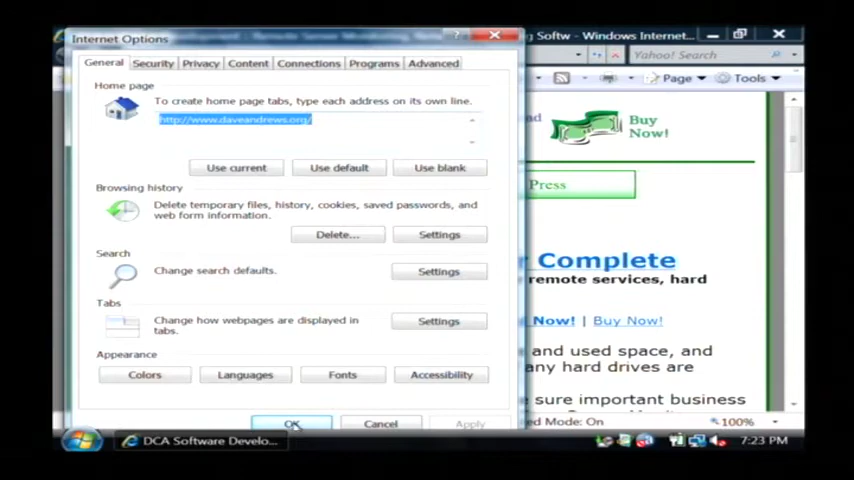 Internet Options
Softw - Windows Internet...
Yahoo! Search
General Security Privacy Content Connections Programs Advanced
Page Tools
Home page
To create home page tabs, type each address on its own line.
http://www.daveandrews.org/
Buy
Now!
Use current Use default Use blank
Press
Browsing history
Delete temporary files, history, cookies, saved passwords, and
web form information.
Delete... Settings
Search
Complete
Change search defaults.
Settings
remote services, hard
Tabs
Change how webpages are displayed in
tabs.
Settings
Now! | Buy Now!
Appearance
and used space, and
any hard drives are
Colors Languages Fonts Accessibility
sure important business
OK Cancel Apply
ed Mode: On
100%
DCA Software Develo...
7:23 PM